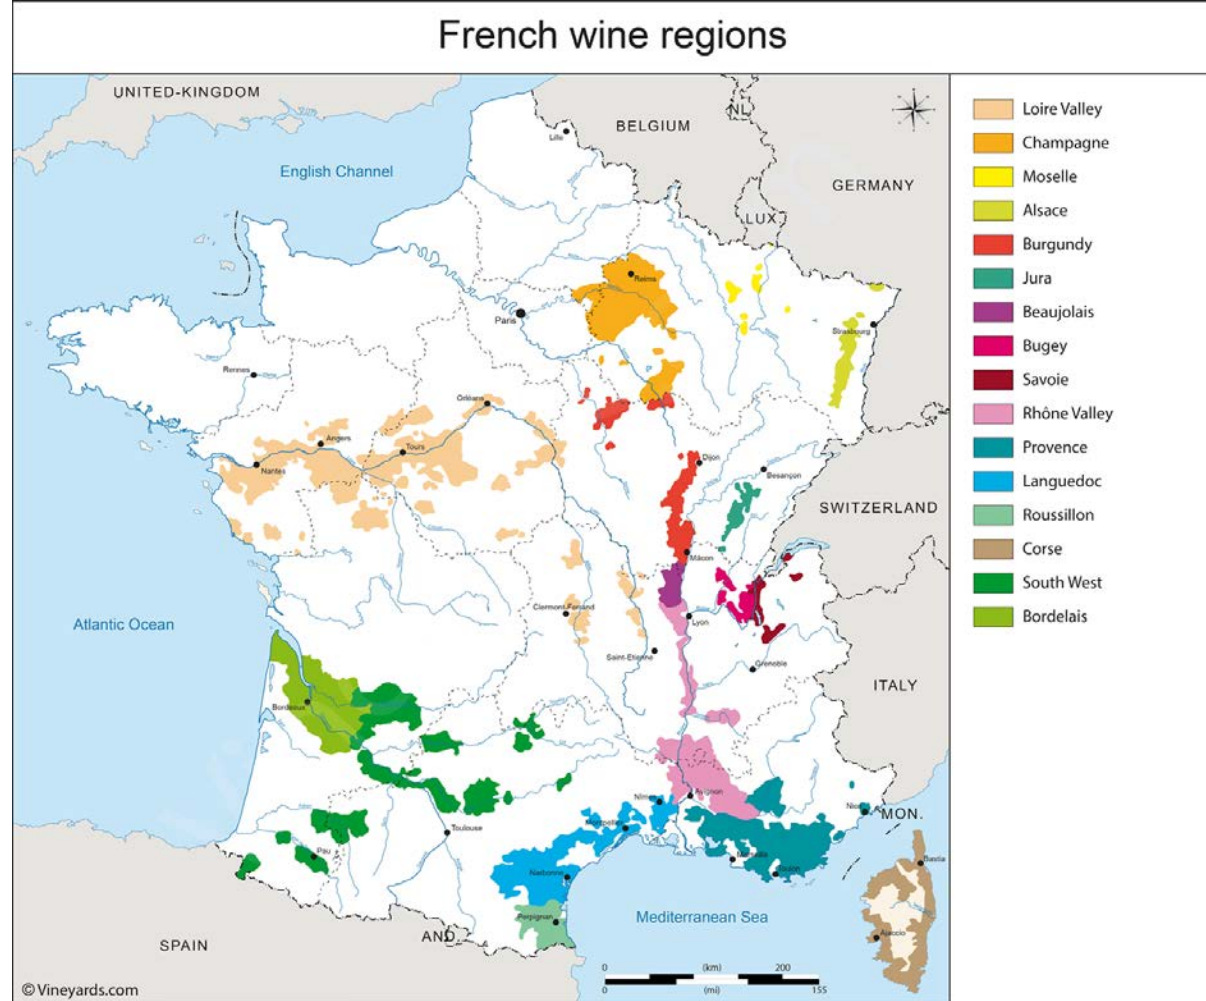 French wine regions
UNITED-KINGDOM
NL.
BELGIUM
Lille
English Channel
GERMANY
LUX.
Reims
Paris
Strasbourg
Rennes
Orléans
Angers
Tours
Nantes
Dijon
Besançon
SWITZERLAND
Mâcon
Clermont-Ferrand
Lyon
Atlantic Ocean
Saint-Etienne
Grenoble
ITALY
Bordeaux
Avignon
Nîmes
Nice
MON.
Montpellier
Toulouse
Pau
Marseille
Toulon
Bastia
Narbonne
Perpignan
Mediterranean Sea
Ajaccio
AND.
SPAIN
0 (km) 200
0 (mi) 155
© Vineyards.com
Loire Valley
Champagne
Moselle
Alsace
Burgundy
Jura
Beaujolais
Bugey
Savoie
Rhône Valley
Provence
Languedoc
Roussillon
Corse
South West
Bordelais